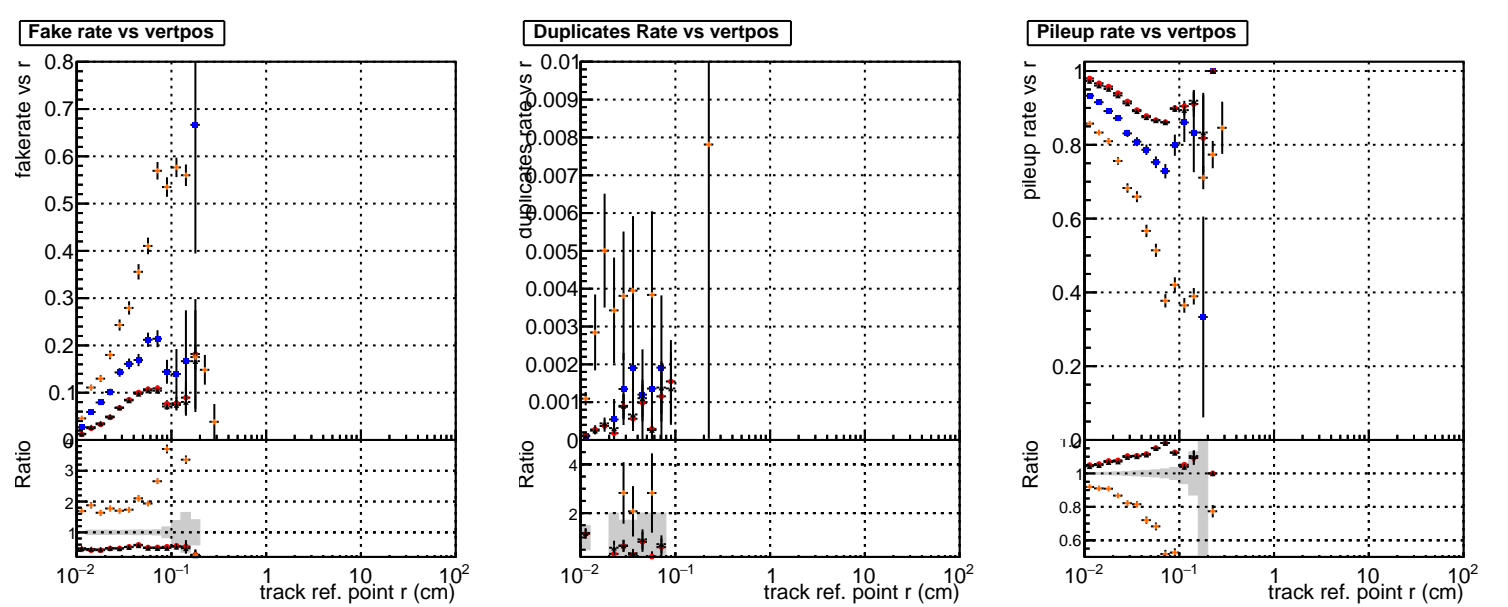 Fake rate vs vertpos
fakerate vs r
0.8
0.7
0.6
0.5
0.4
0.3
0.2
0.1
0
Ratio
3
2
1
10⁻² 10⁻¹ 1 10 10²
track ref. point r (cm)
Duplicates Rate vs vertpos
duplicates rate vs r
0.01
0.009
0.008
0.007
0.006
0.005
0.004
0.003
0.002
0.001
0
Ratio
4
2
10⁻² 10⁻¹ 1 10 10²
track ref. point r (cm)
Pileup rate vs vertpos
pileup rate vs r
1
0.8
0.6
0.4
0.2
Ratio
1
0.8
0.6
10⁻² 10⁻¹ 1 10 10²
track ref. point r (cm)